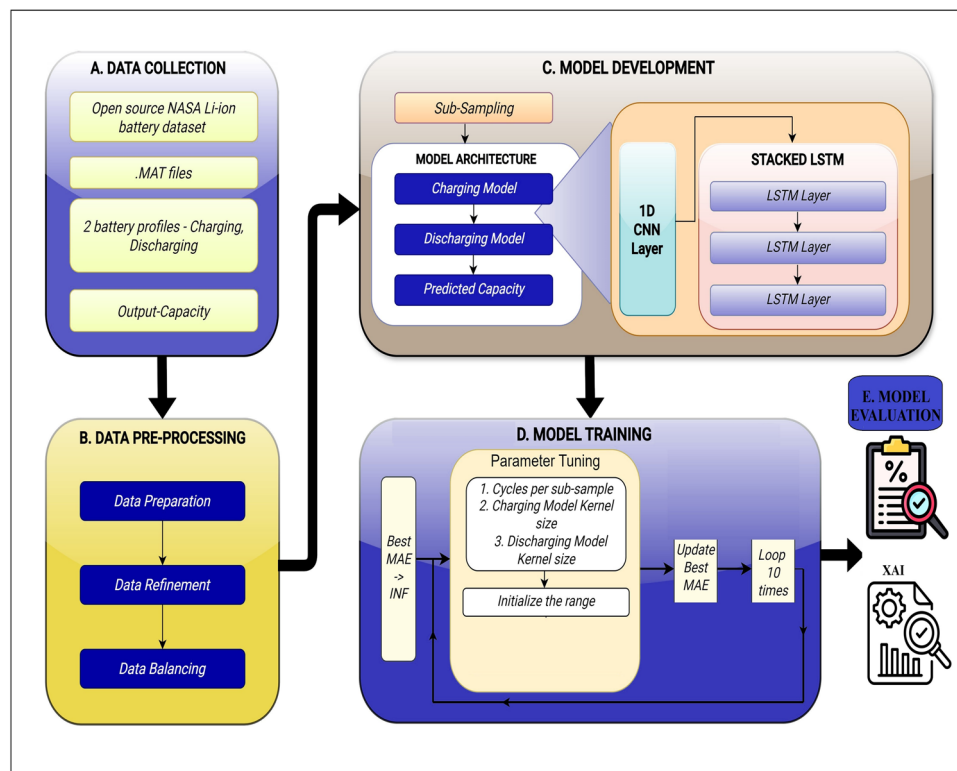 A. DATA COLLECTION
Open source NASA Li-ion
battery dataset
.MAT files
2 battery profiles - Charging,
Discharging
Output-Capacity
B. DATA PRE-PROCESSING
Data Preparation
Data Refinement
Data Balancing
C. MODEL DEVELOPMENT
Sub-Sampling
MODEL ARCHITECTURE
Charging Model
Discharging Model
Predicted Capacity
1D
CNN
Layer
STACKED LSTM
LSTM Layer
LSTM Layer
LSTM Layer
D. MODEL TRAINING
Best
MAE
->
INF
Parameter Tuning
1. Cycles per sub-sample
2. Charging Model Kernel
size
3. Discharging Model
Kernel size
Initialize the range
Update
Best
MAE
Loop
10
times
E. MODEL
EVALUATION
%
XAI